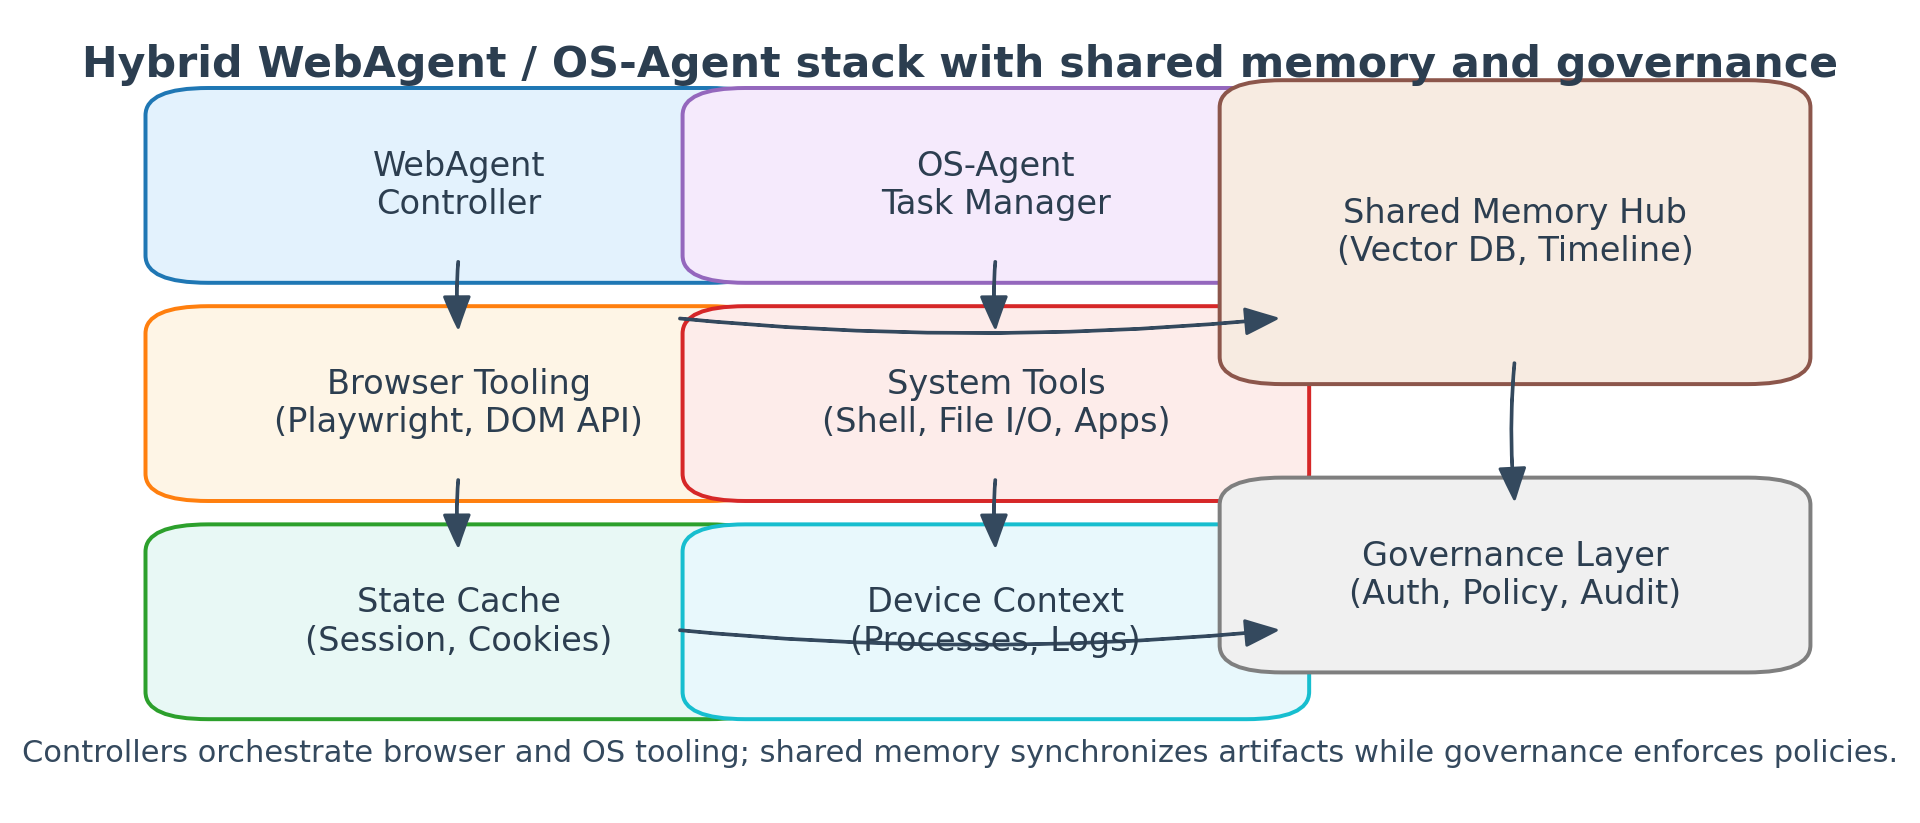 Hybrid WebAgent / OS-Agent stack with shared memory and governance
WebAgent
Controller
OS-Agent
Task Manager
Shared Memory Hub
(Vector DB, Timeline)
Browser Tooling
(Playwright, DOM API)
System Tools
(Shell, File I/O, Apps)
Governance Layer
(Auth, Policy, Audit)
State Cache
(Session, Cookies)
Device Context
(Processes, Logs)
Controllers orchestrate browser and OS tooling; shared memory synchronizes artifacts while governance enforces policies.